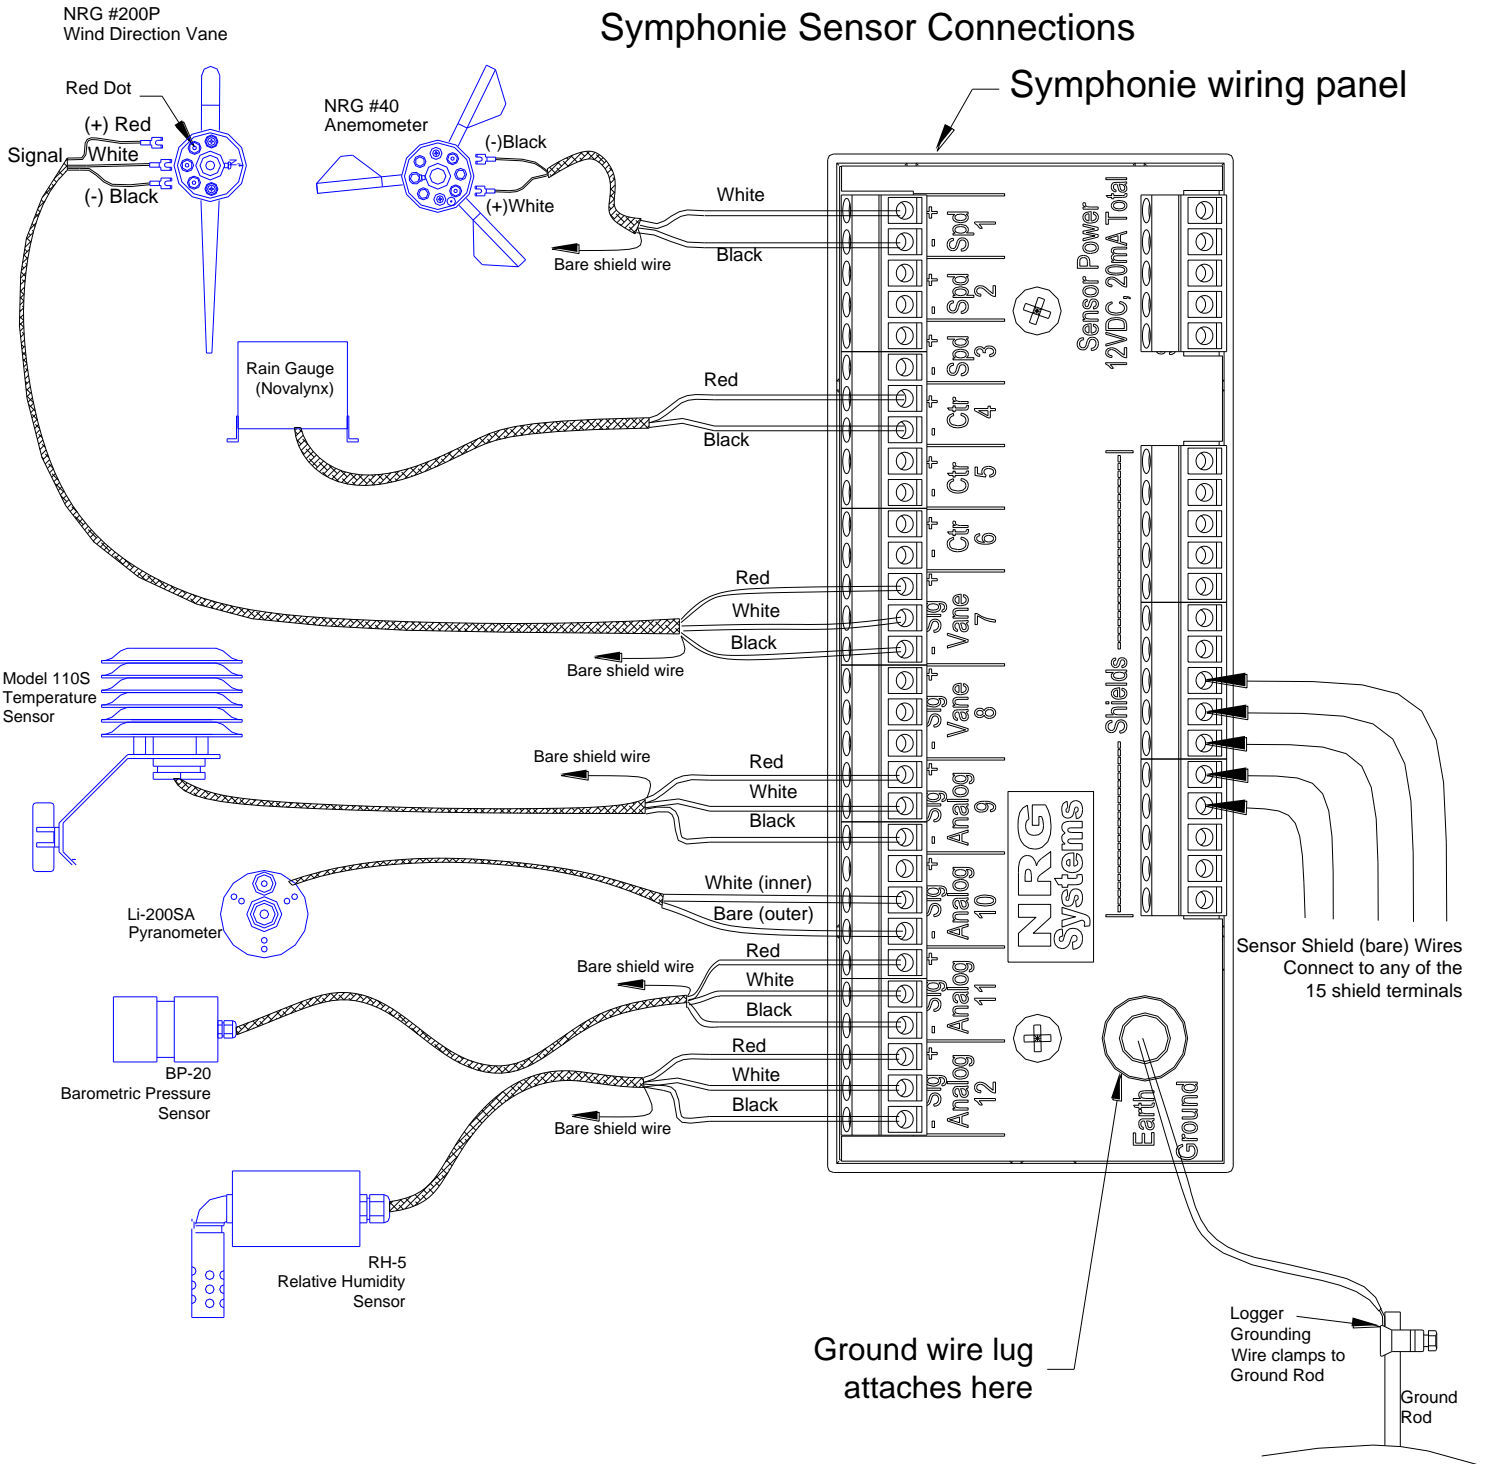 NRG #200P
Wind Direction Vane
Symphonie Sensor Connections
Symphonie wiring panel
Red Dot
(+) Red
Signal
White
(-) Black
NRG #40
Anemometer
(-)Black
(+)White
White
Black
Bare shield wire
Rain Gauge
(Novalynx)
Red
Black
Red
White
Black
Bare shield wire
Model 110S
Temperature
Sensor
Bare shield wire
Red
White
Black
Li-200SA
Pyranometer
White (inner)
Bare (outer)
Bare shield wire
Red
White
Black
BP-20
Barometric Pressure
Sensor
Red
White
Black
Bare shield wire
RH-5
Relative Humidity
Sensor
+
-
Spd
1
+
-
Spd
2
+
-
Spd
3
+
-
Ctr
4
+
-
Ctr
5
+
-
Ctr
6
+
Sig
-
Vane
7
+
Sig
-
Vane
8
+
Sig
-
Analog
9
+
Sig
-
Analog
10
+
Sig
-
Analog
11
+
Sig
-
Analog
12
Sensor Power
12VDC, 20mA Total
Shields
NRG
Systems
Earth
Ground
Sensor Shield (bare) Wires
Connect to any of the
15 shield terminals
Ground wire lug
attaches here
Logger
Grounding
Wire clamps to
Ground Rod
Ground
Rod